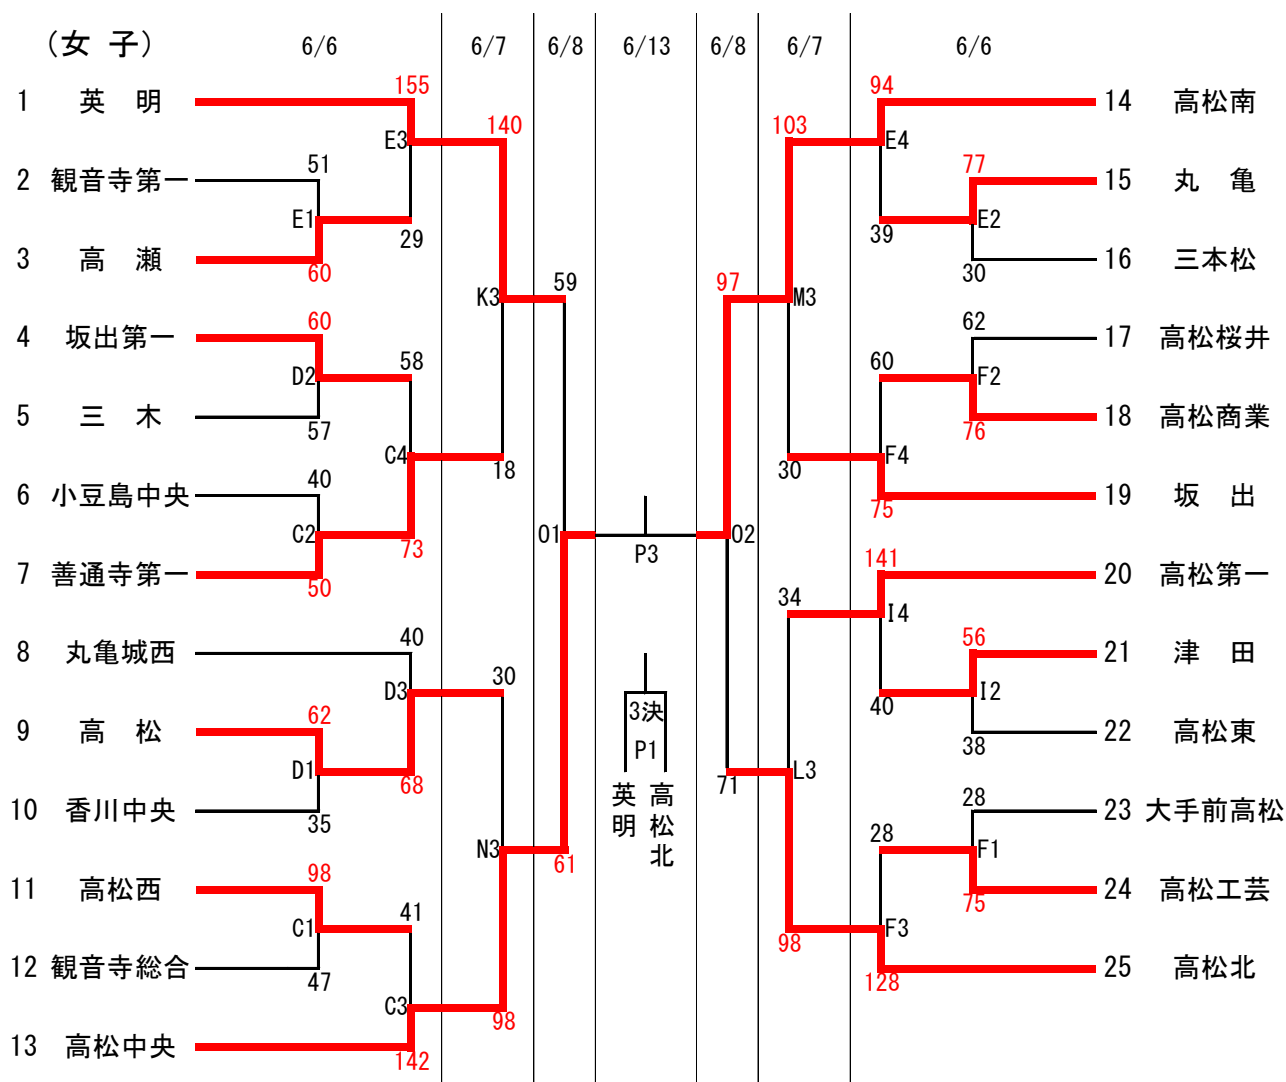 （女 子） 6/6 6/7 6/8 6/13 6/8 6/7 6/6
155 94
1 英 明 14 高松南
140 103
E3 E4
51 77
2 観音寺第一 15 丸 亀
E1 E2
29 39
3 高 瀬 16 三本松
60 30
59 97
K3 M3
60 62
4 坂出第一 17 高松桜井
58 60
D2 F2
5 三 木 18 高松商業
57 76
C4 F4
18 30
40
6 小豆島中央 19 坂 出
75
C2 O1 O2
73 P3
141
7 善通寺第一 20 高松第一
50
34
I4
40 56
8 丸亀城西 21 津 田
30
D3 I2
40
3決
62
9 高 松 22 高松東
38
P1
D1 L3
68 71
英明 高松北
28
10 香川中央 23 大手前高松
35
28
N3 F1
61
98
11 高松西 24 高松工芸
75
41
C1 F3
98
12 観音寺総合 25 高松北
47 128
C3
98
13 高松中央
142